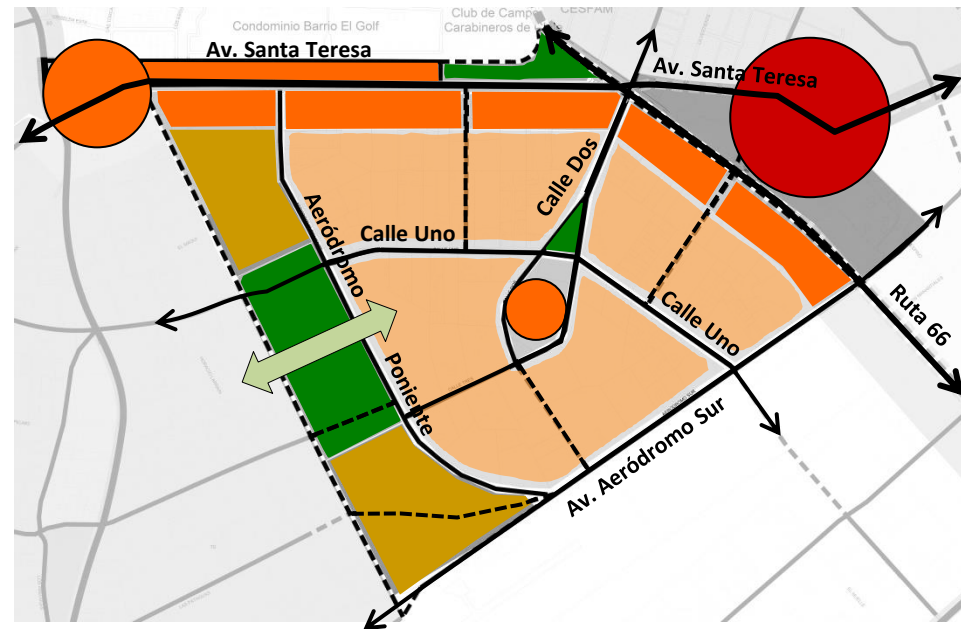 Condominio Barrio El Golf
Club de Camp
Carabineros de
CESFAM
Av. Santa Teresa
Av. Santa Teresa
Calle Dos
Aeródromo
Poniente
Calle Uno
Calle Uno
Ruta 66
Av. Aeródromo Sur